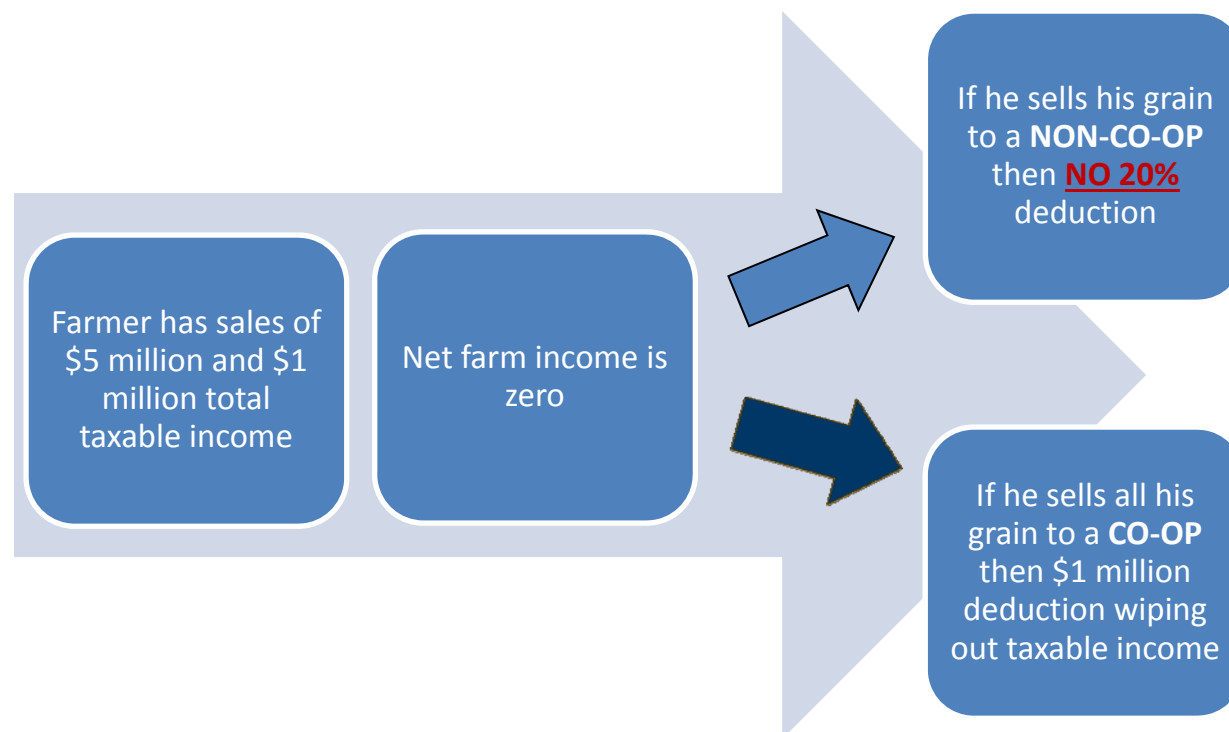 Farmer has sales of
$5 million and $1
million total
taxable income
Net farm income is
zero
If he sells his grain
to a NON-CO-OP
then NO 20%
deduction
If he sells all his
grain to a CO-OP
then $1 million
deduction wiping
out taxable income